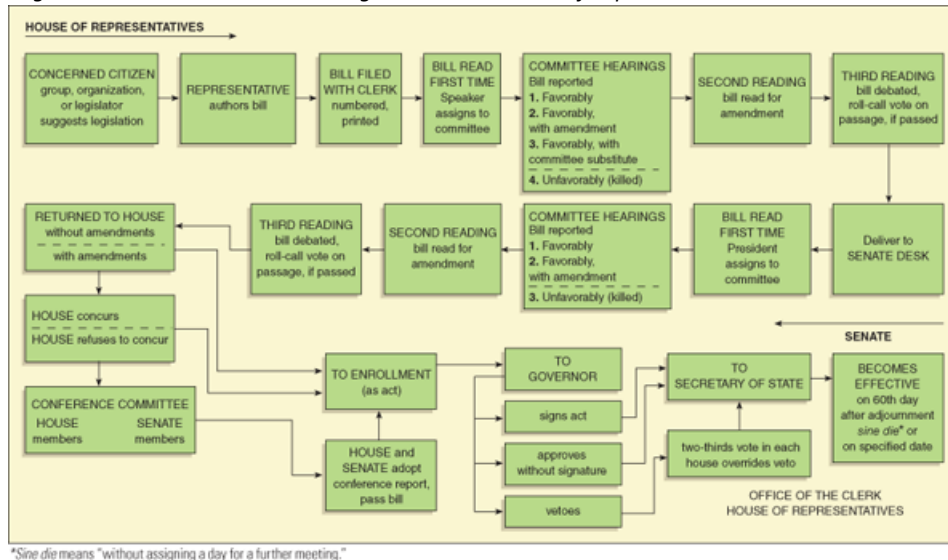 HOUSE OF REPRESENTATIVES
CONCERNED CITIZEN
group, organization,
or legislator
suggests legislation
REPRESENTATIVE
authors bill
BILL FILED
WITH CLERK
numbered,
printed
BILL READ
FIRST TIME
Speaker
assigns to
committee
COMMITTEE HEARINGS
Bill reported
1. Favorably
2. Favorably,
with amendment
3. Favorably, with
committee substitute
4. Unfavorably (killed)
SECOND READING
bill read for
amendment
THIRD READING
bill debated,
roll-call vote on
passage, if passed
Deliver to
SENATE DESK
BILL READ
FIRST TIME
President
assigns to
committee
COMMITTEE HEARINGS
Bill reported
1. Favorably
2. Favorably,
with amendment
3. Unfavorably (killed)
SECOND READING
bill read for
amendment
THIRD READING
bill debated,
roll-call vote on
passage, if passed
RETURNED TO HOUSE
without amendments
with amendments
SENATE
HOUSE concurs
HOUSE refuses to concur
CONFERENCE COMMITTEE
HOUSE SENATE
members members
TO ENROLLMENT
(as act)
HOUSE and
SENATE adopt
conference report,
pass bill
TO
GOVERNOR
signs act
approves
without signature
vetoes
TO
SECRETARY OF STATE
two-thirds vote in each
house overrides veto
BECOMES
EFFECTIVE
on 60th day
after adjournment
sine die* or
on specified date
OFFICE OF THE CLERK
HOUSE OF REPRESENTATIVES
*Sine die means "without assigning a day for a further meeting."